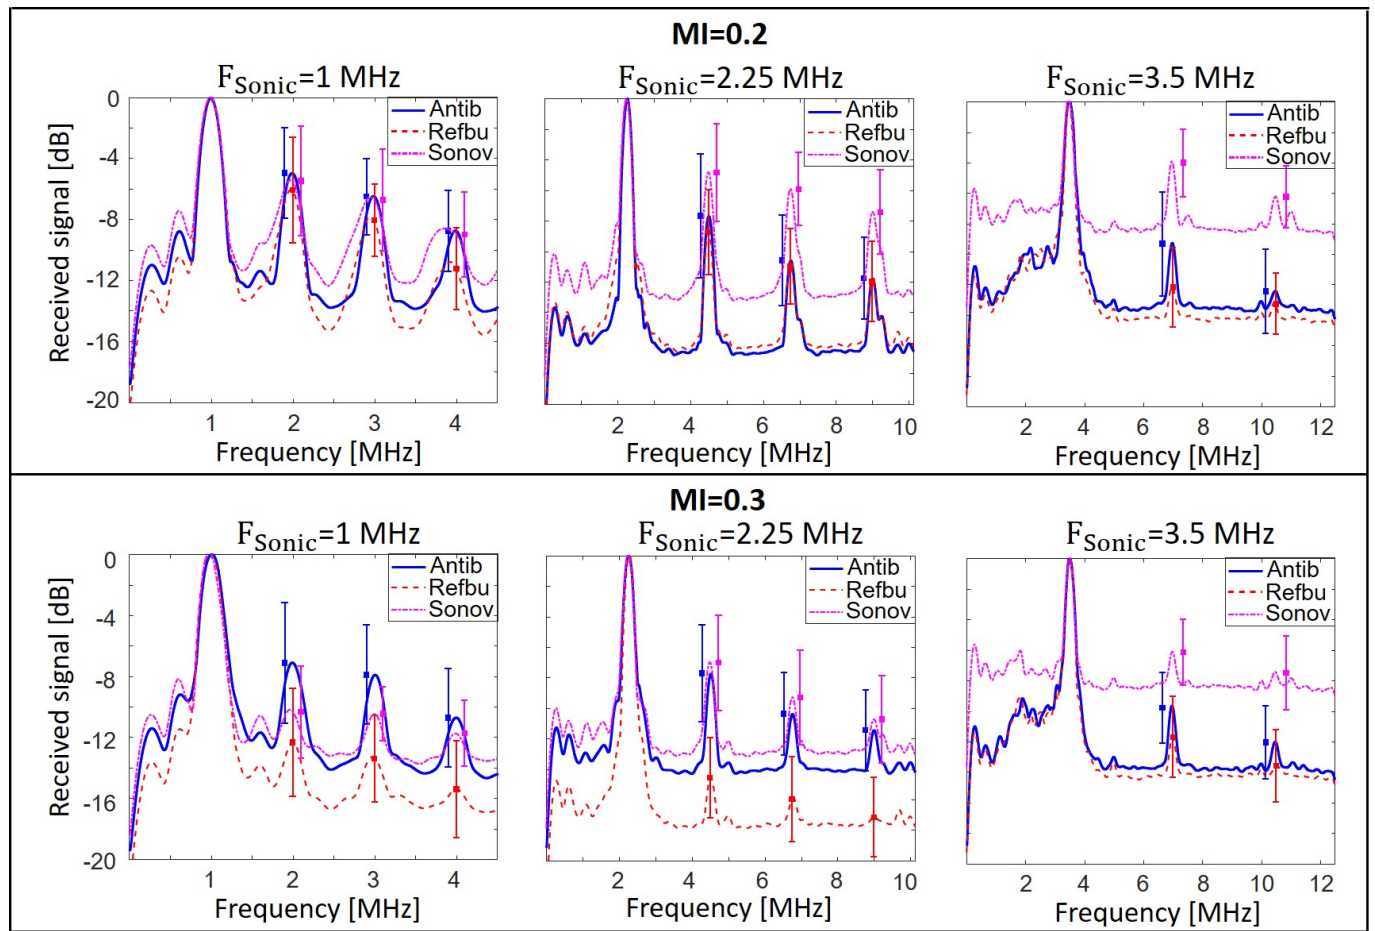 MI=0.2
F_Sonic=1 MHz
F_Sonic=2.25 MHz
F_Sonic=3.5 MHz
Received signal [dB]
0
-4
-8
-12
-16
-20
Antib
Refbu
Sonov
Antib
Refbu
Sonov
Antib
Refbu
Sonov
1 2 3 4
2 4 6 8 10
2 4 6 8 10 12
Frequency [MHz]
Frequency [MHz]
Frequency [MHz]
MI=0.3
F_Sonic=1 MHz
F_Sonic=2.25 MHz
F_Sonic=3.5 MHz
Received signal [dB]
0
-4
-8
-12
-16
-20
Antib
Refbu
Sonov
Antib
Refbu
Sonov
Antib
Refbu
Sonov
1 2 3 4
2 4 6 8 10
2 4 6 8 10 12
Frequency [MHz]
Frequency [MHz]
Frequency [MHz]